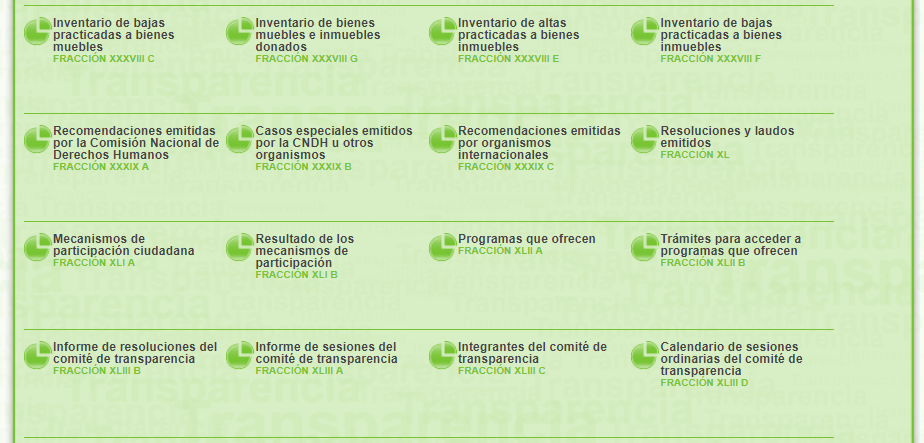 Inventario de bajas
practicadas a bienes
muebles
FRACCIÓN XXXVIII C
Inventario de bienes
muebles e inmuebles
donados
FRACCIÓN XXXVIII G
Inventario de altas
practicadas a bienes
inmuebles
FRACCIÓN XXXVIII E
Inventario de bajas
practicadas a bienes
inmuebles
FRACCIÓN XXXVIII F
Recomendaciones emitidas
por la Comisión Nacional de
Derechos Humanos
FRACCIÓN XXXIX A
Casos especiales emitidos
por la CNDH u otros
organismos
FRACCIÓN XXXIX B
Recomendaciones emitidas
por organismos
internacionales
FRACCIÓN XXXIX C
Resoluciones y laudos
emitidos
FRACCIÓN XL
Mecanismos de
participación ciudadana
FRACCIÓN XLI A
Resultado de los
mecanismos de
participación
FRACCIÓN XLI B
Programas que ofrecen
FRACCIÓN XLII A
Trámites para acceder a
programas que ofrecen
FRACCIÓN XLII B
Informe de resoluciones del
comité de transparencia
FRACCIÓN XLIII B
Informe de sesiones del
comité de transparencia
FRACCIÓN XLIII A
Integrantes del comité de
transparencia
FRACCIÓN XLIII C
Calendario de sesiones
ordinarias del comité de
transparencia
FRACCIÓN XLIII D